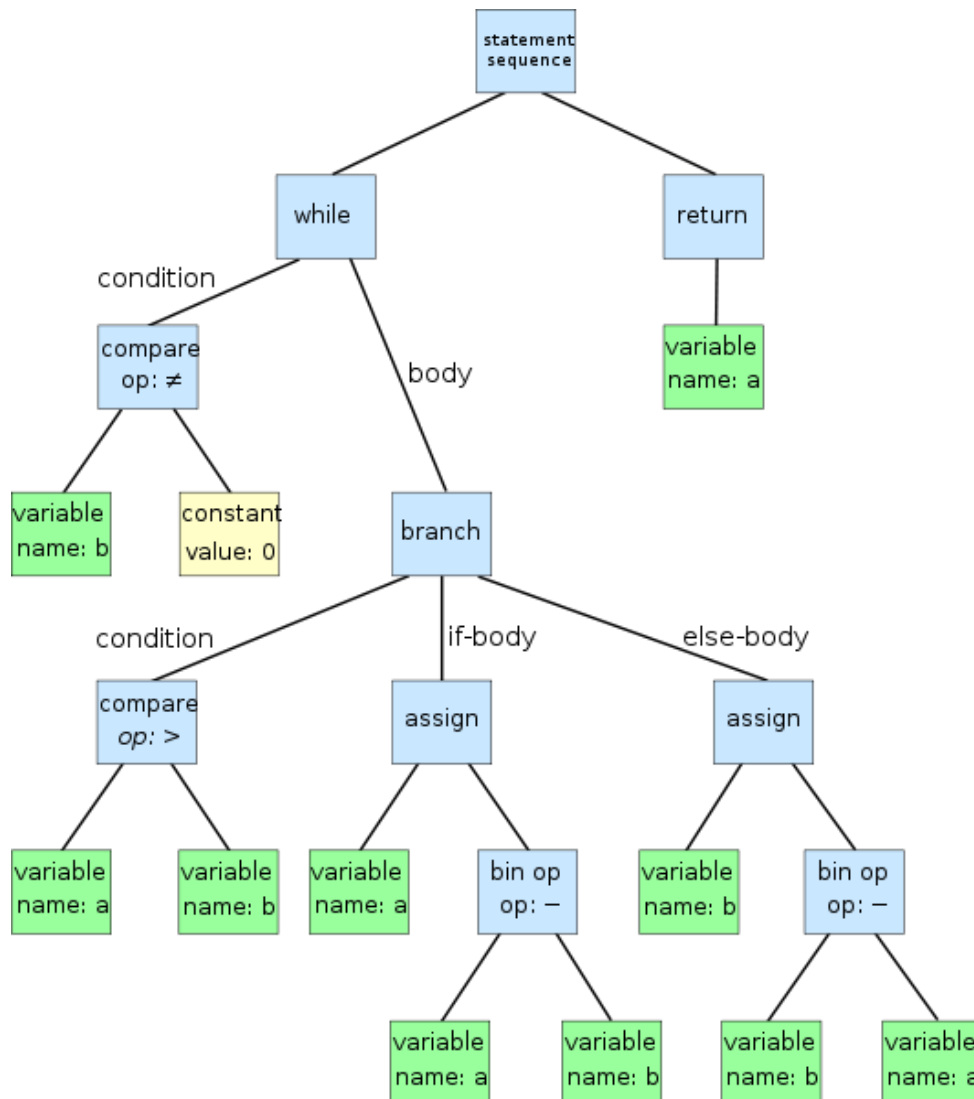 statement
sequence
while
return
condition
compare
op: ≠
body
variable
name: a
variable
name: b
constant
value: 0
branch
condition
if-body
else-body
compare
op: >
assign
assign
variable
name: a
variable
name: b
variable
name: a
bin op
op: −
variable
name: b
bin op
op: −
variable
name: a
variable
name: b
variable
name: b
variable
name: a